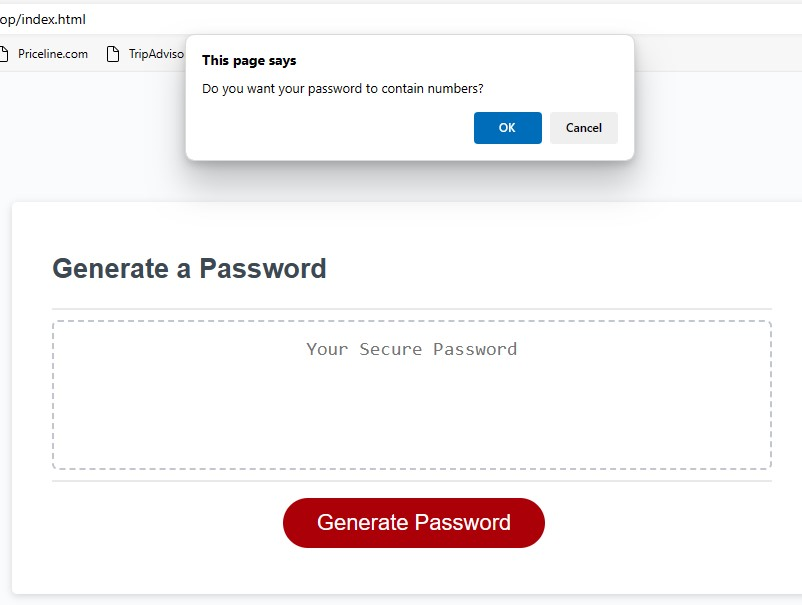 op/index.html
Priceline.com TripAdviso
This page says
Do you want your password to contain numbers?
OK Cancel
Generate a Password
Your Secure Password
Generate Password